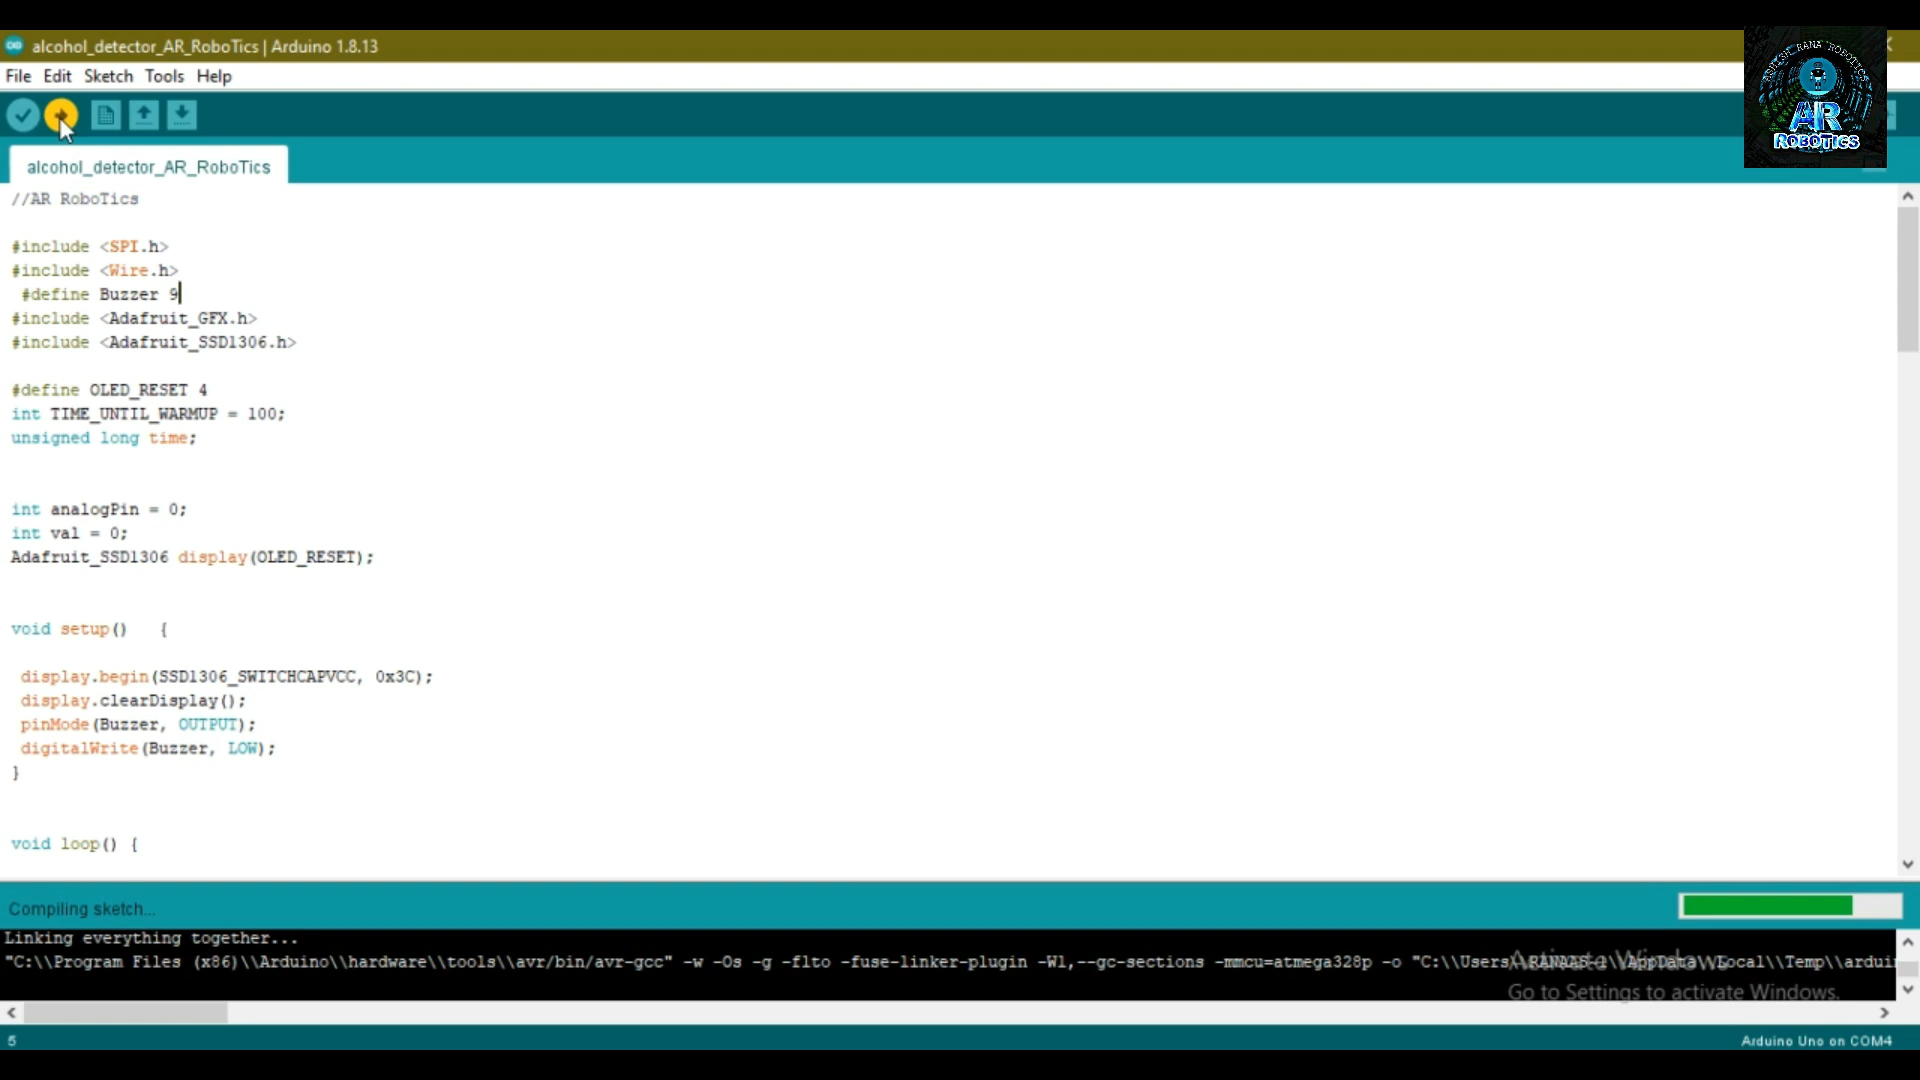 alcohol_detector_AR_RoboTics | Arduino 1.8.13
File Edit Sketch Tools Help
ASHISH RANA ROBOTICS
AR
ROBOTICS
alcohol_detector_AR_RoboTics
//AR RoboTics
#include <SPI.h>
#include <Wire.h>
#define Buzzer 9
#include <Adafruit_GFX.h>
#include <Adafruit_SSD1306.h>
#define OLED_RESET 4
int TIME_UNTIL_WARMUP = 100;
unsigned long time;
int analogPin = 0;
int val = 0;
Adafruit_SSD1306 display(OLED_RESET);
void setup()   {
display.begin(SSD1306_SWITCHCAPVCC, 0x3C);
display.clearDisplay();
pinMode(Buzzer, OUTPUT);
digitalWrite(Buzzer, LOW);
}
void loop() {
Compiling sketch...
Linking everything together...
"C:\\Program Files (x86)\\Arduino\\hardware\\tools\\avr/bin/avr-gcc" -w -Os -g -flto -fuse-linker-plugin -Wl,--gc-sections -mmcu=atmega328p -o "C:\\Users\\RANAAS~1\\AppData\\Local\\Temp\\arduin
Activate Windows
Go to Settings to activate Windows.
5
Arduino Uno on COM4